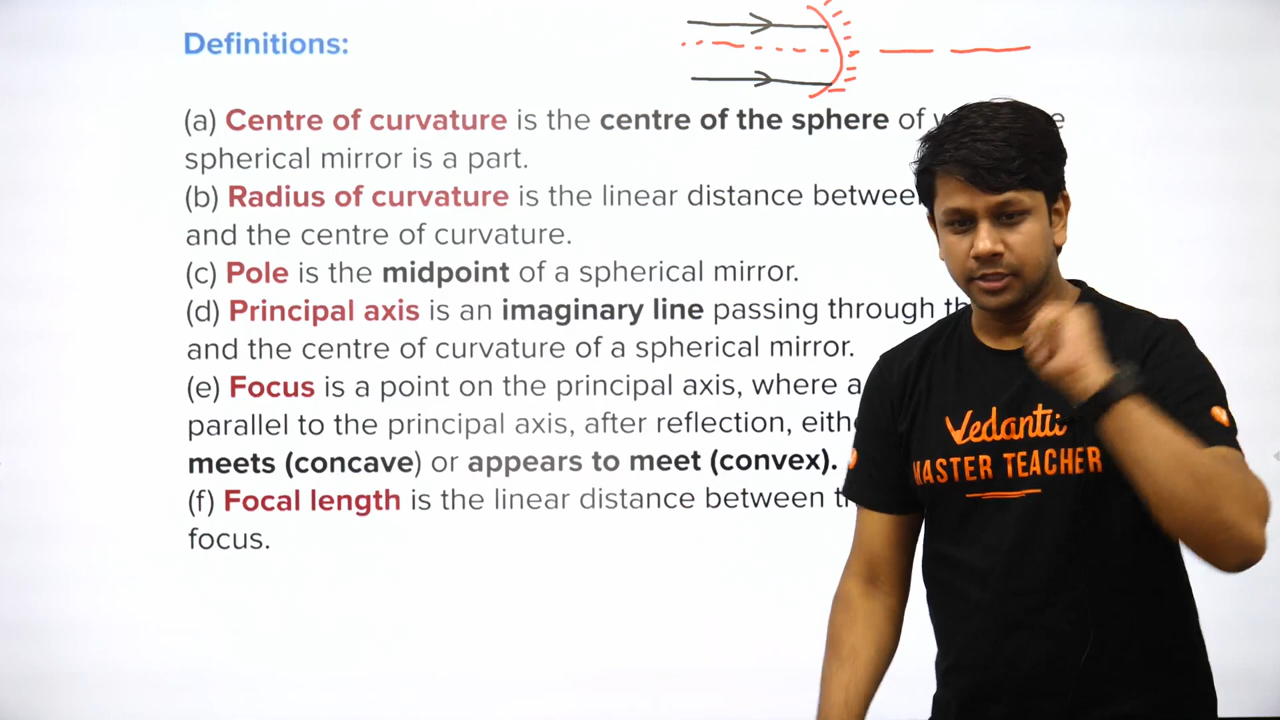 Definitions:
(a) Centre of curvature is the centre of the sphere of
spherical mirror is a part.
(b) Radius of curvature is the linear distance between
and the centre of curvature.
(c) Pole is the midpoint of a spherical mirror.
(d) Principal axis is an imaginary line passing through
and the centre of curvature of a spherical mirror.
(e) Focus is a point on the principal axis, where
parallel to the principal axis, after reflection,
meets (concave) or appears to meet (convex).
(f) Focal length is the linear distance between
focus.
Vedantu
MASTER TEACHER